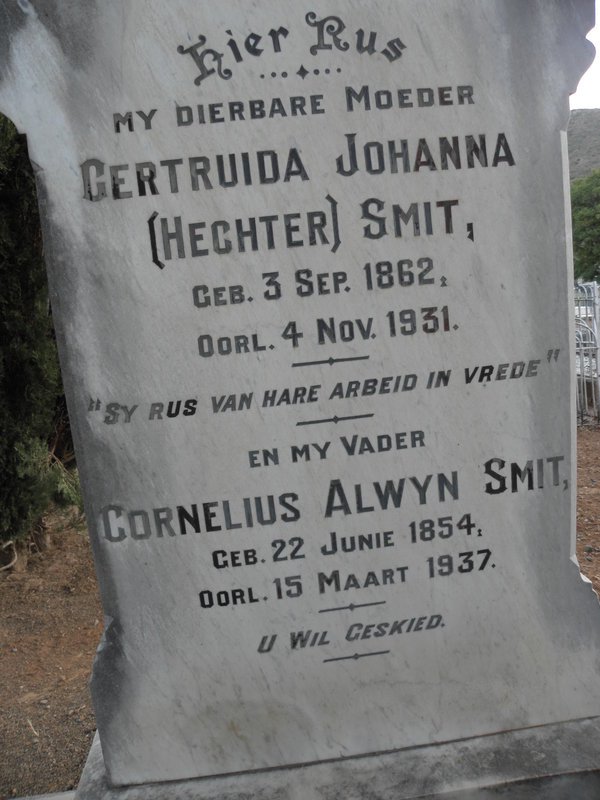 Hier Rus
MY DIERBARE MOEDER
GERTRUIDA JOHANNA
(HECHTER) SMIT,
GEB. 3 SEP. 1862,
OORL. 4 NOV. 1931.
"SY RUS VAN HARE ARBEID IN VREDE"
EN MY VADER
CORNELIUS ALWYN SMIT,
GEB. 22 JUNIE 1854,
OORL. 15 MAART 1937.
U WIL GESKIED.